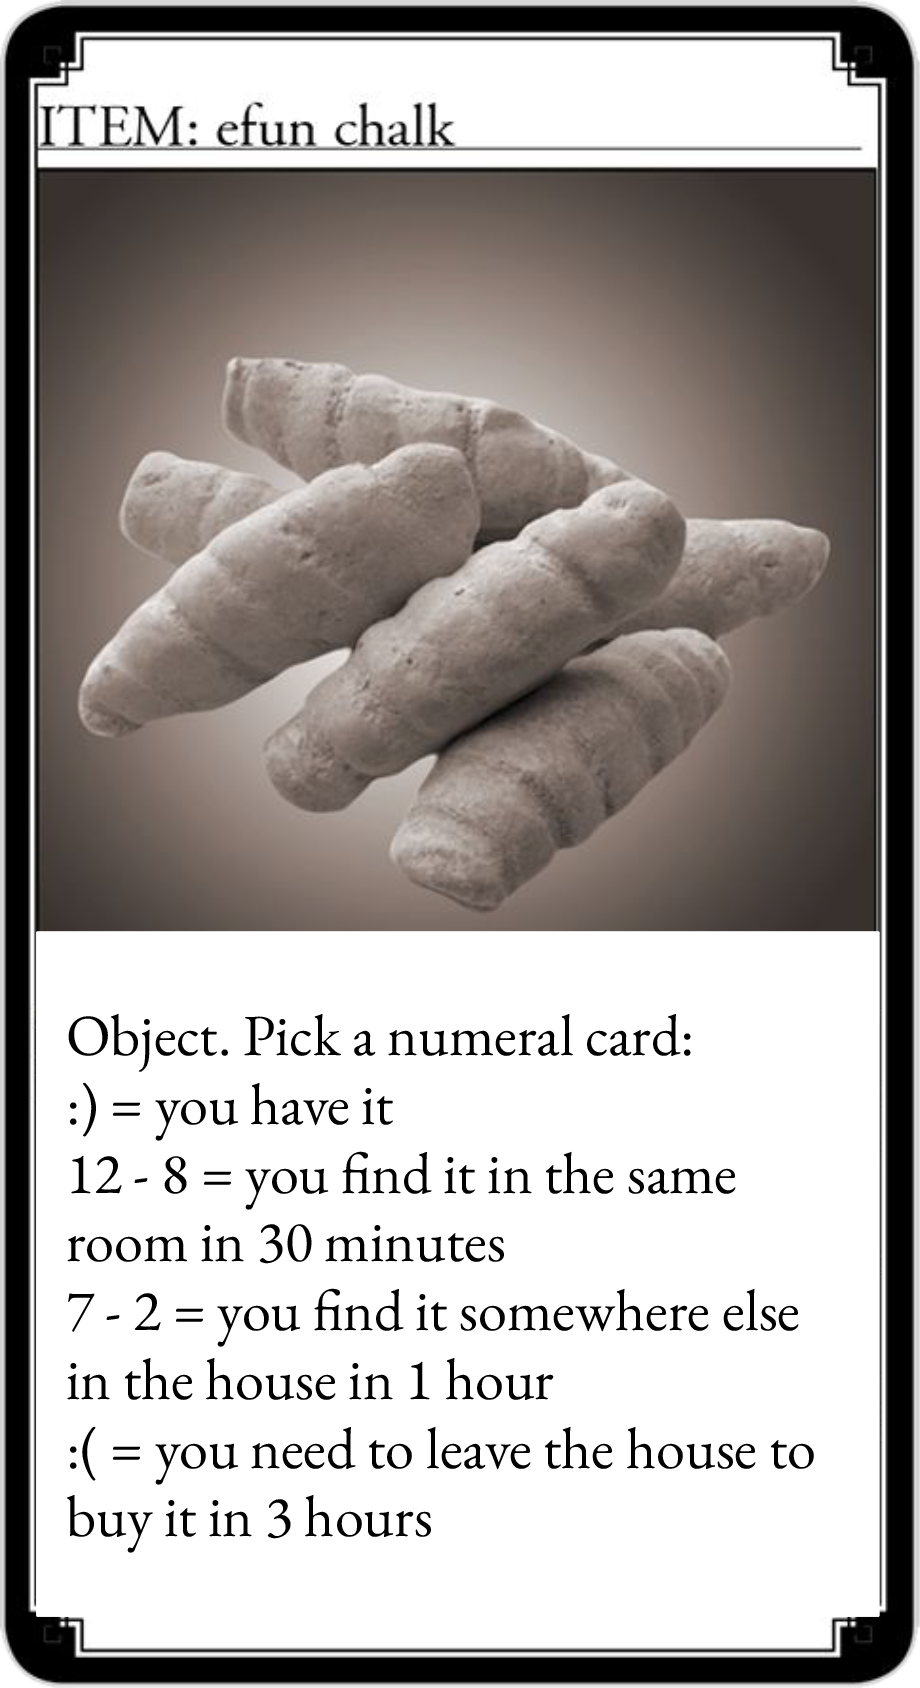 ITEM: efun chalk
Object. Pick a numeral card:
:) = you have it
12 - 8 = you find it in the same
room in 30 minutes
7 - 2 = you find it somewhere else
in the house in 1 hour
:( = you need to leave the house to
buy it in 3 hours